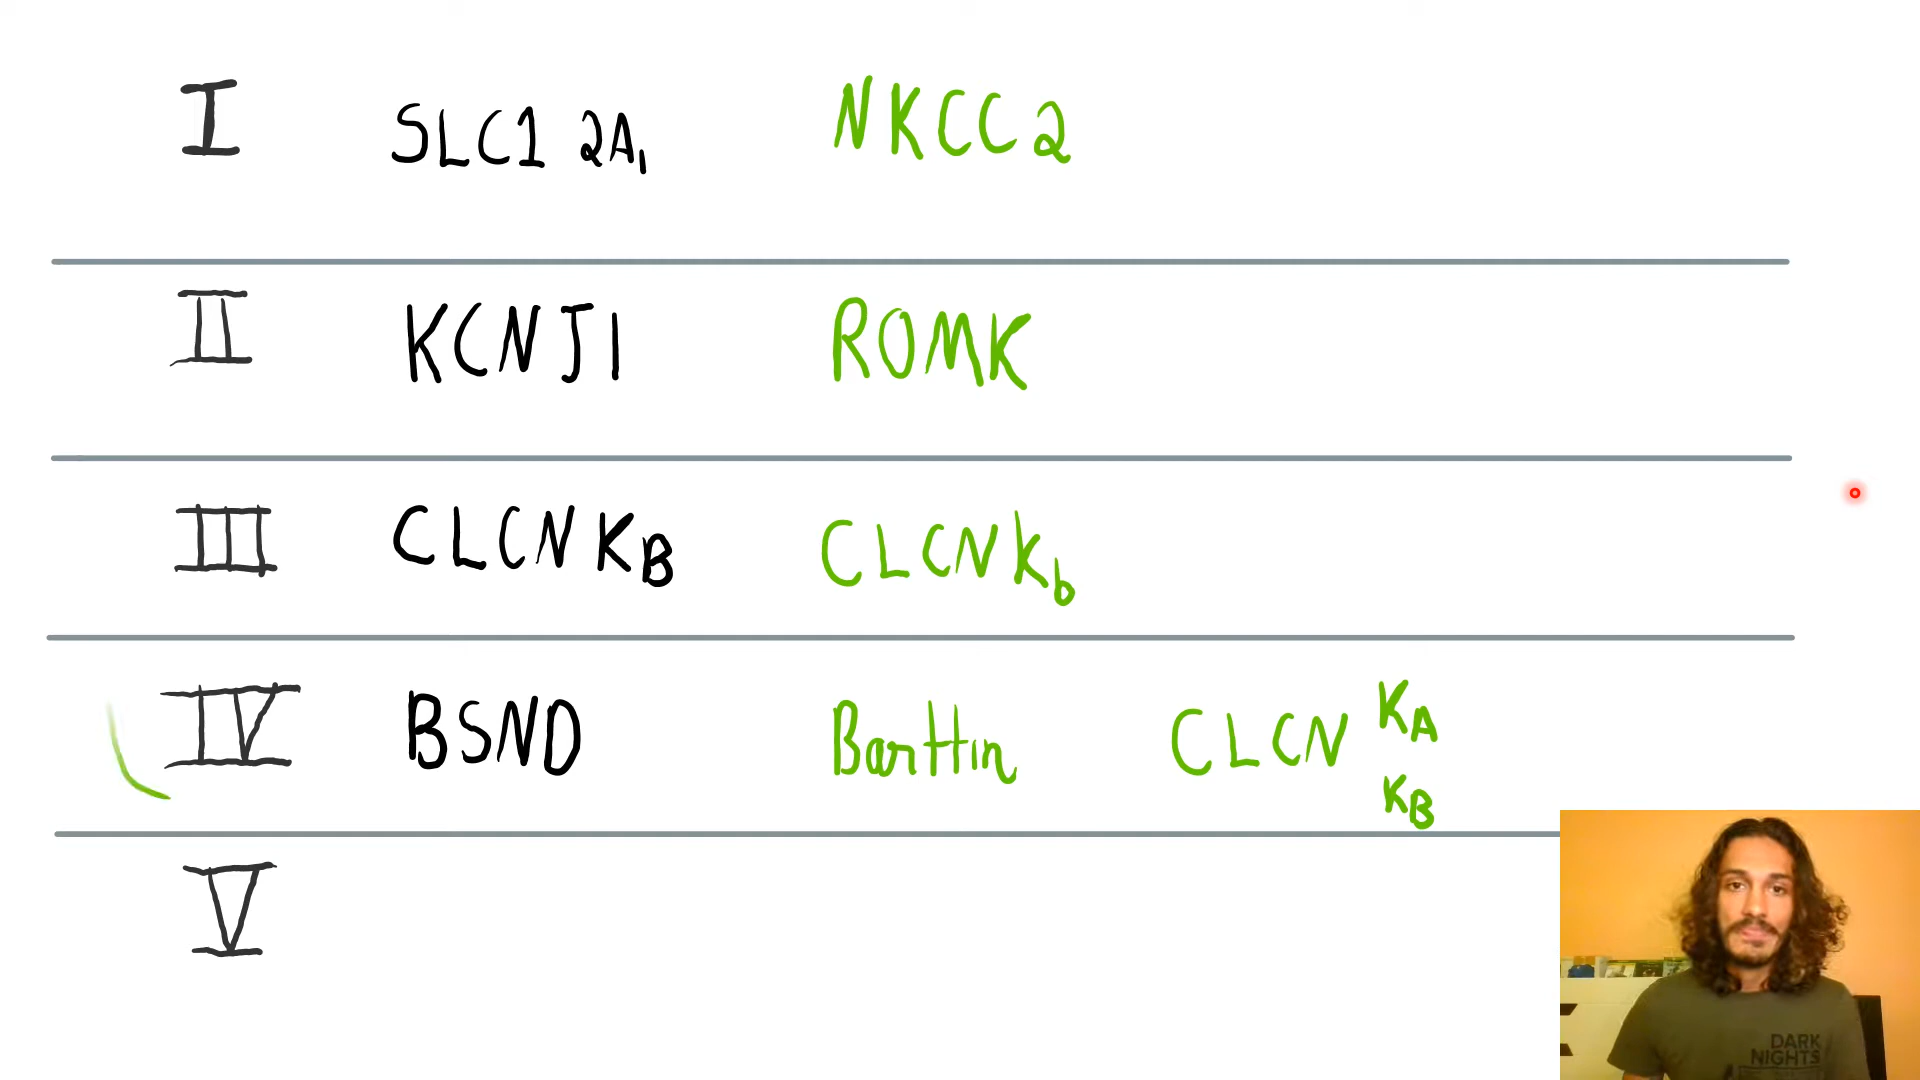 I SLC12A1 NKCC2
II KCNJ1 ROMK
III CLCNKB CLCNKb
IV BSND Barttin CLCN KA KB
V
DARK
NIGHTS